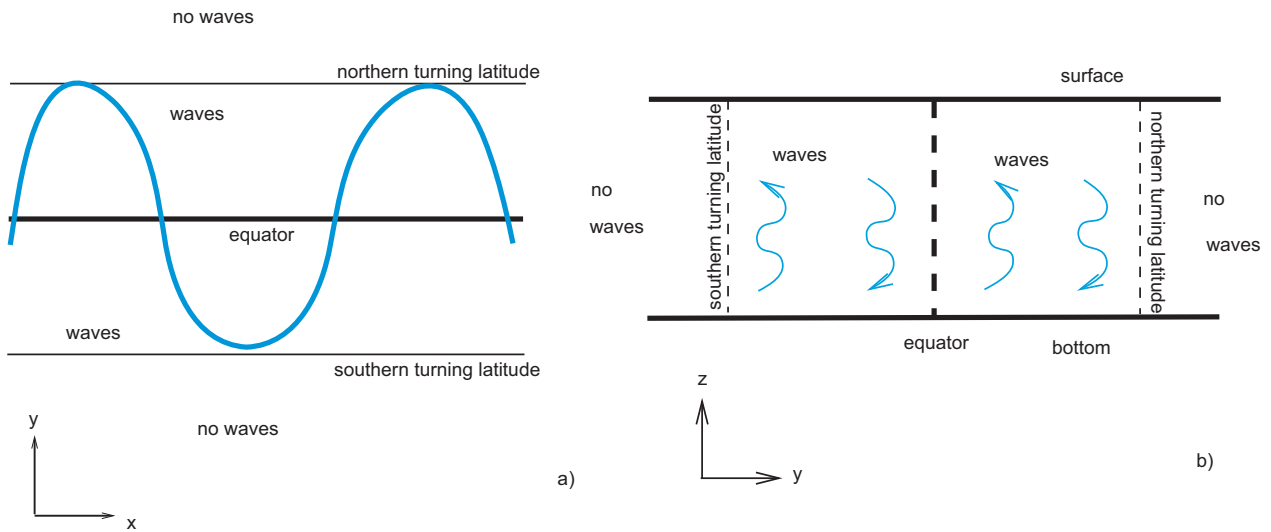 no waves
northern turning latitude
waves
equator
waves
southern turning latitude
no waves
y
x
a)
surface
southern turning latitude
waves
waves
northern turning latitude
no
waves
no
waves
equator
bottom
z
y
b)